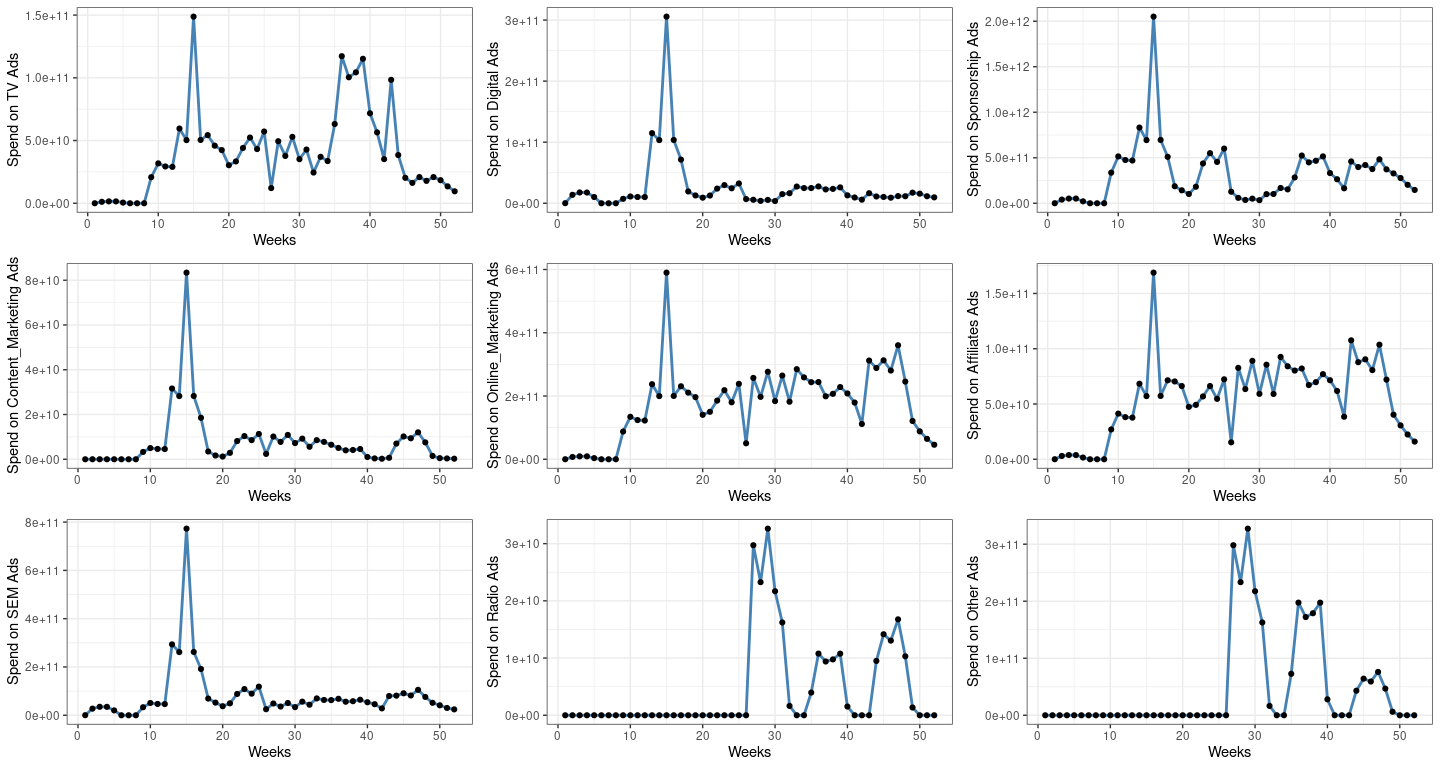 Spend on TV Ads
1.5e+11
1.0e+11
5.0e+10
0.0e+00
0 10 20 30 40 50
Weeks
Spend on Digital Ads
3e+11
2e+11
1e+11
0e+00
0 10 20 30 40 50
Weeks
Spend on Sponsorship Ads
2.0e+12
1.5e+12
1.0e+12
5.0e+11
0.0e+00
0 10 20 30 40 50
Weeks
Spend on Content_Marketing Ads
8e+10
6e+10
4e+10
2e+10
0e+00
0 10 20 30 40 50
Weeks
Spend on Online_Marketing Ads
6e+11
4e+11
2e+11
0e+00
0 10 20 30 40 50
Weeks
Spend on Affiliates Ads
1.5e+11
1.0e+11
5.0e+10
0.0e+00
0 10 20 30 40 50
Weeks
Spend on SEM Ads
8e+11
6e+11
4e+11
2e+11
0e+00
0 10 20 30 40 50
Weeks
Spend on Radio Ads
3e+10
2e+10
1e+10
0e+00
0 10 20 30 40 50
Weeks
Spend on Other Ads
3e+11
2e+11
1e+11
0e+00
0 10 20 30 40 50
Weeks